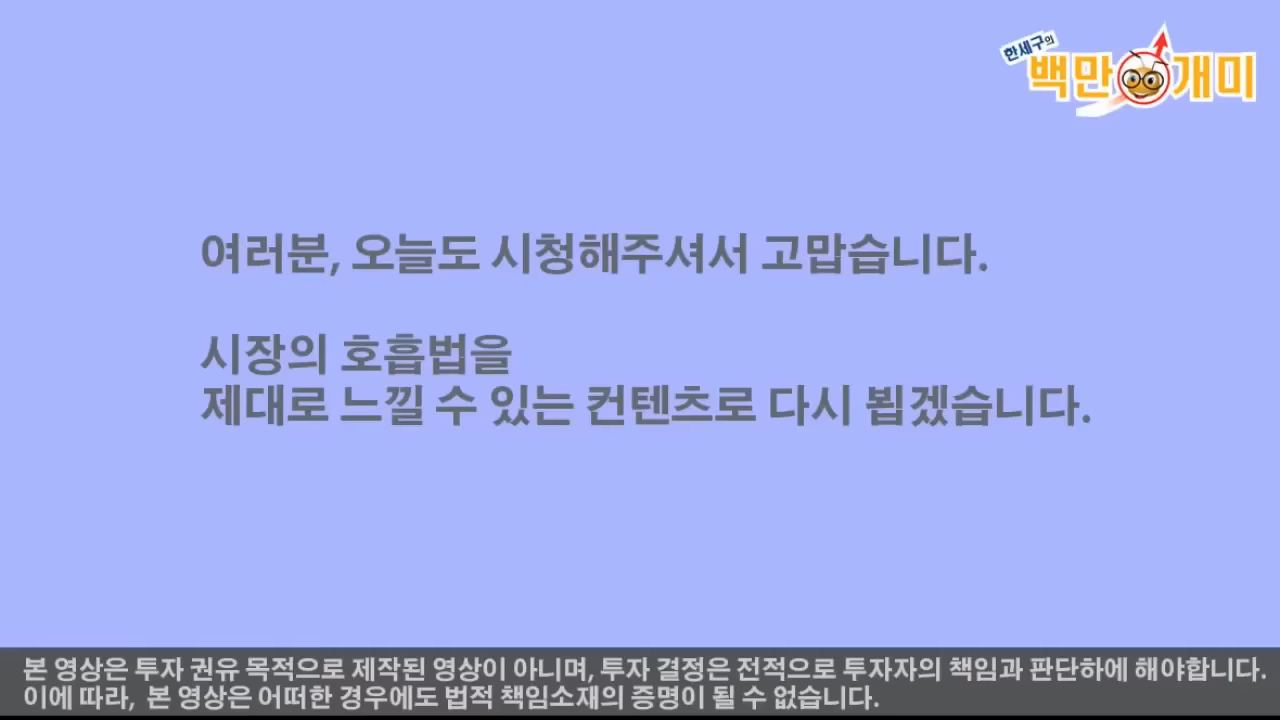 한세구의
백만개미
여러분, 오늘도 시청해주셔서 고맙습니다.
시장의 호흡법을
제대로 느낄 수 있는 컨텐츠로 다시 뵙겠습니다.
본 영상은 투자 권유 목적으로 제작된 영상이 아니며, 투자 결정은 전적으로 투자자의 책임과 판단하에 해야합니다.
이에 따라, 본 영상은 어떠한 경우에도 법적 책임소재의 증명이 될 수 없습니다.